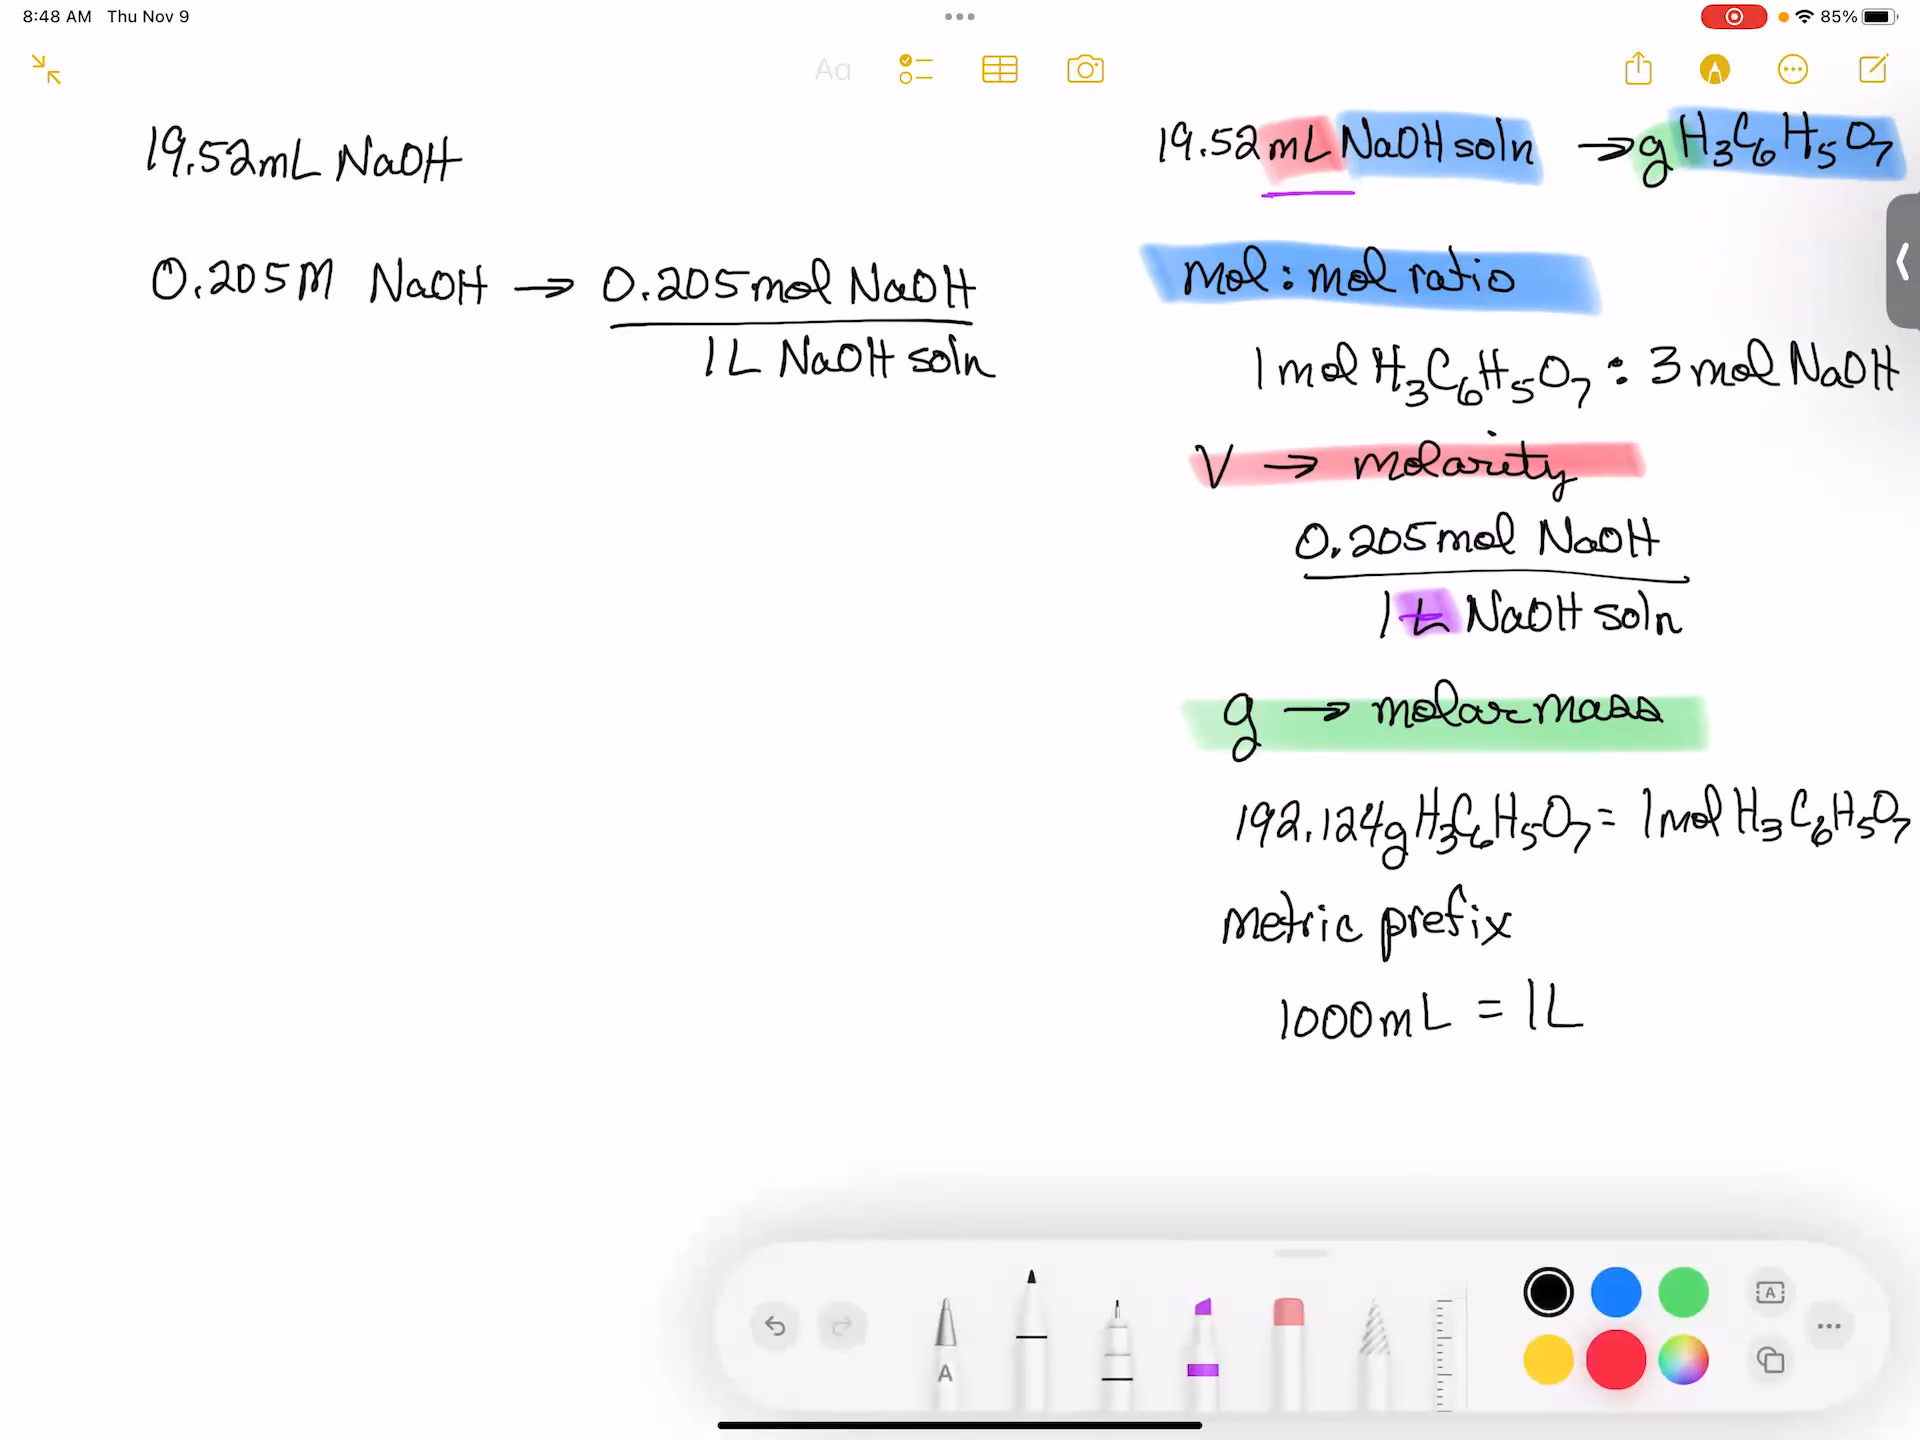 8:48 AM Thu Nov 9
85%
Aa
19.52mL NaOH
0.205M NaOH → 0.205mol NaOH
1L NaOH soln
19.52mL NaOH soln → g H₃C₆H₅O₇
mol : mol ratio
1 mol H₃C₆H₅O₇ : 3 mol NaOH
V → molarity
0.205mol NaOH
1 L NaOH soln
g → molar mass
192.124g H₃C₆H₅O₇ = 1mol H₃C₆H₅O₇
metric prefix
1000mL = 1L
A
A